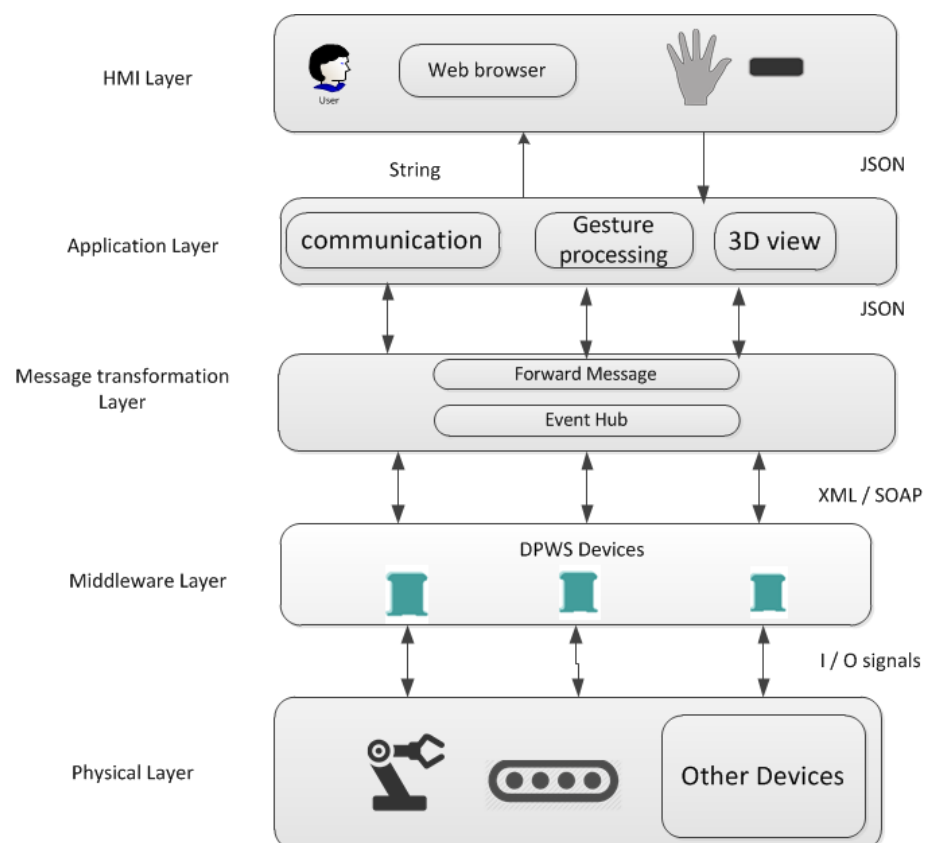 HMI Layer
User
Web browser
String
JSON
Application Layer
communication
Gesture
processing
3D view
JSON
Message transformation
Layer
Forward Message
Event Hub
XML / SOAP
Middleware Layer
DPWS Devices
I / O signals
Physical Layer
Other Devices